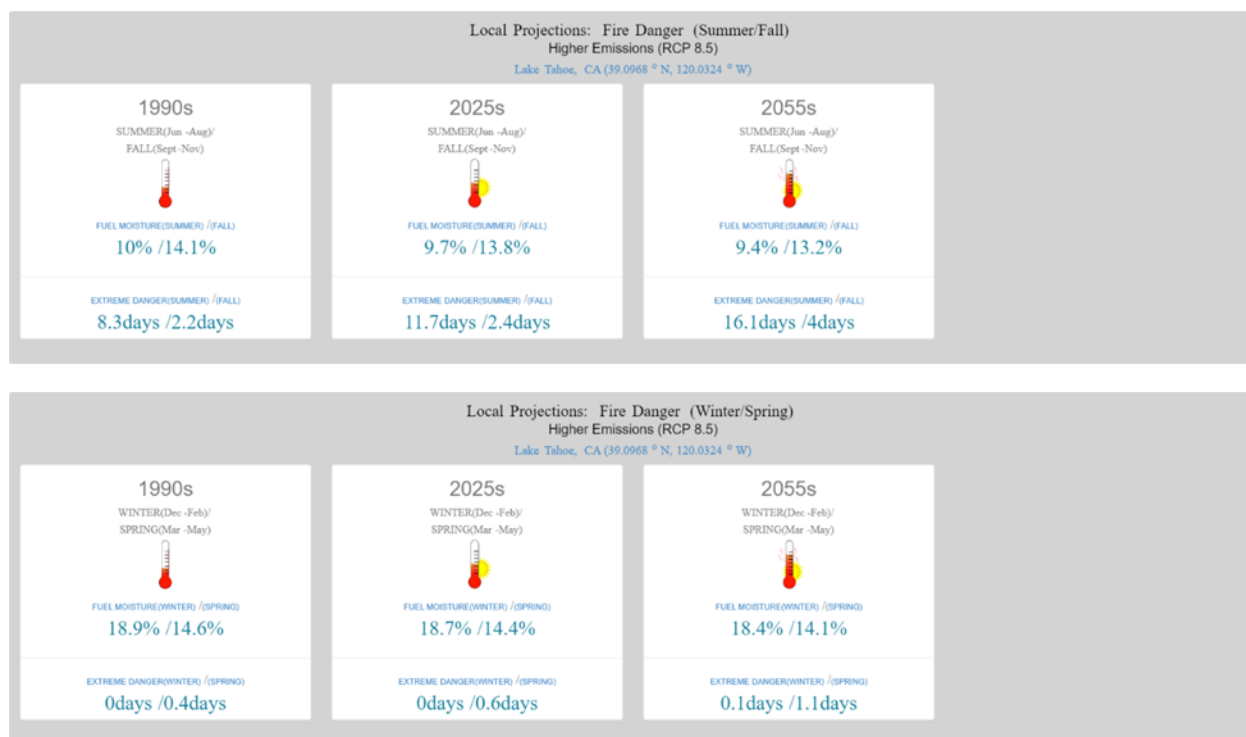 Local Projections: Fire Danger (Summer/Fall)
Higher Emissions (RCP 8.5)
Lake Tahoe, CA (39.0968 ° N, 120.0324 ° W)
1990s
SUMMER(Jun -Aug)/
FALL(Sept -Nov)
FUEL MOISTURE(SUMMER) /(FALL)
10% /14.1%
EXTREME DANGER(SUMMER) /(FALL)
8.3days /2.2days
2025s
SUMMER(Jun -Aug)/
FALL(Sept -Nov)
FUEL MOISTURE(SUMMER) /(FALL)
9.7% /13.8%
EXTREME DANGER(SUMMER) /(FALL)
11.7days /2.4days
2055s
SUMMER(Jun -Aug)/
FALL(Sept -Nov)
FUEL MOISTURE(SUMMER) /(FALL)
9.4% /13.2%
EXTREME DANGER(SUMMER) /(FALL)
16.1days /4days
Local Projections: Fire Danger (Winter/Spring)
Higher Emissions (RCP 8.5)
Lake Tahoe, CA (39.0968 ° N, 120.0324 ° W)
1990s
WINTER(Dec -Feb)/
SPRING(Mar -May)
FUEL MOISTURE(WINTER) /(SPRING)
18.9% /14.6%
EXTREME DANGER(WINTER) /(SPRING)
0days /0.4days
2025s
WINTER(Dec -Feb)/
SPRING(Mar -May)
FUEL MOISTURE(WINTER) /(SPRING)
18.7% /14.4%
EXTREME DANGER(WINTER) /(SPRING)
0days /0.6days
2055s
WINTER(Dec -Feb)/
SPRING(Mar -May)
FUEL MOISTURE(WINTER) /(SPRING)
18.4% /14.1%
EXTREME DANGER(WINTER) /(SPRING)
0.1days /1.1days